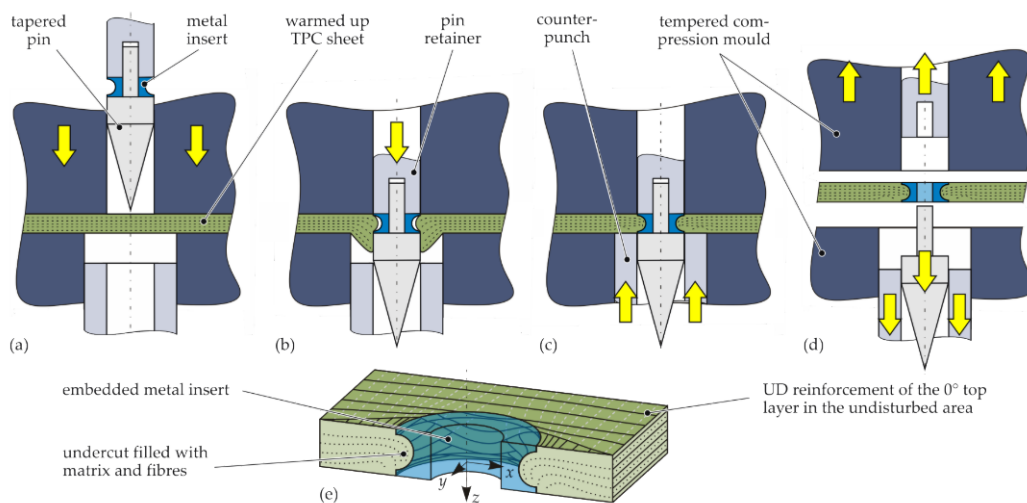 tapered
pin
metal
insert
warmed up
TPC sheet
pin
retainer
counter-
punch
tempered com-
pression mould
(a)
(b)
(c)
(d)
embedded metal insert
undercut filled with
matrix and fibres
UD reinforcement of the 0° top
layer in the undisturbed area
y
x
z
(e)